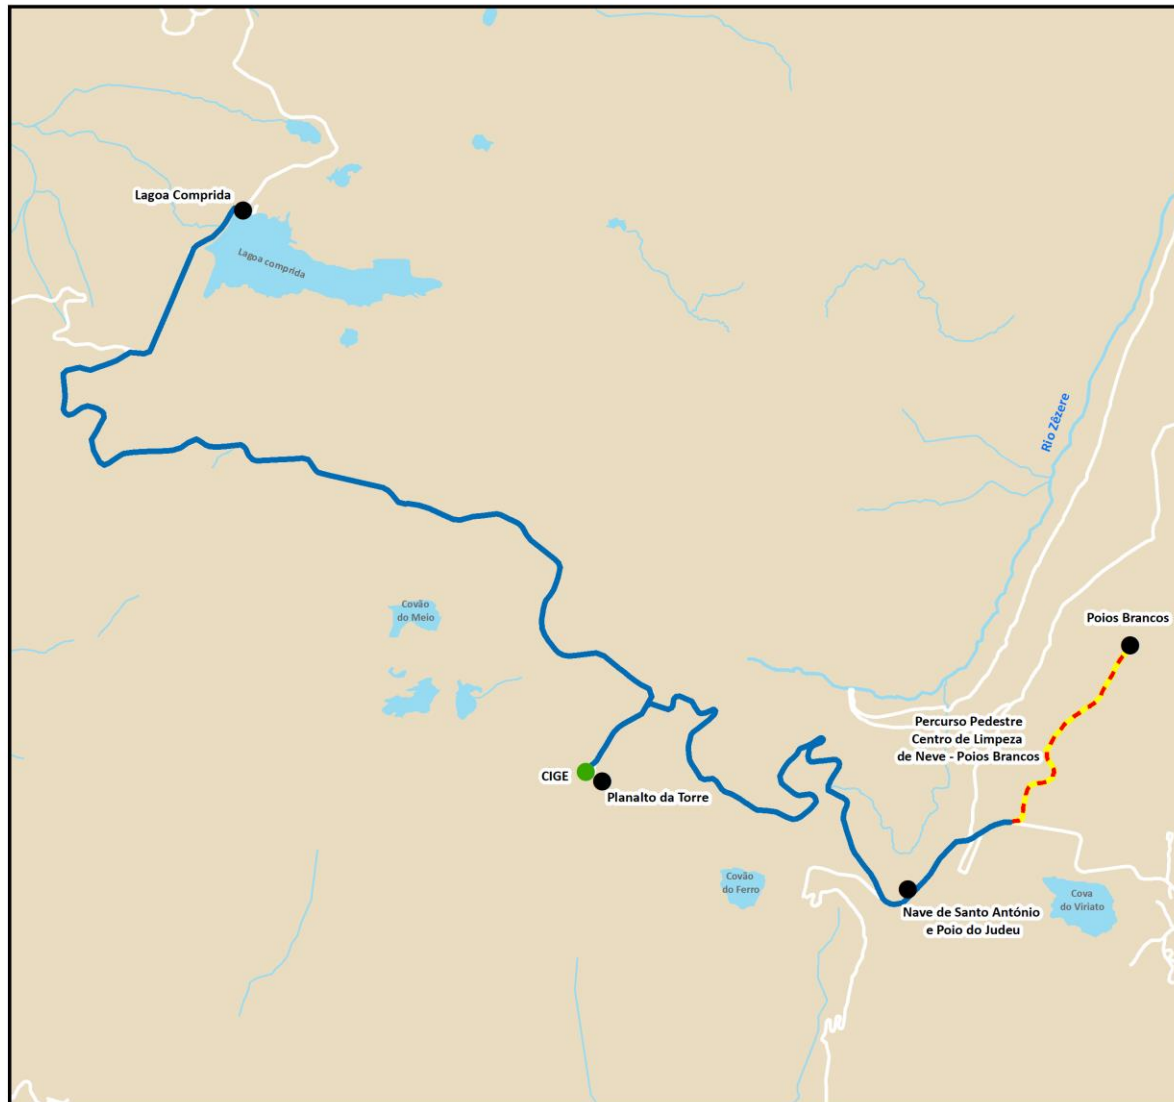 Lagoa Comprida
Lagoa comprida
Rio Zêzere
Covão
do Meio
Poios Brancos
Percurso Pedestre
Centro de Limpeza
de Neve - Poios Brancos
CIGE
Planalto da Torre
Covão
do Ferro
Cova
do Viriato
Nave de Santo António
e Poio do Judeu